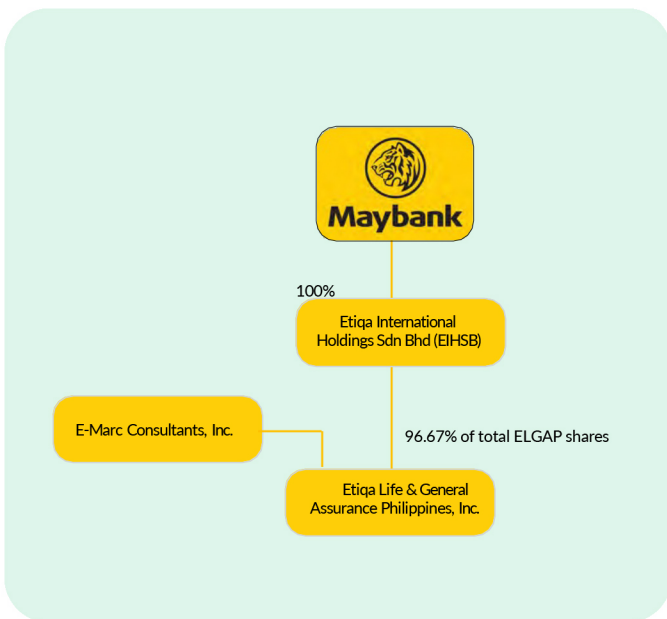 Maybank
100%
Etiqa International
Holdings Sdn Bhd (EIHSB)
E-Marc Consultants, Inc.
96.67% of total ELGAP shares
Etiqa Life & General
Assurance Philippines, Inc.